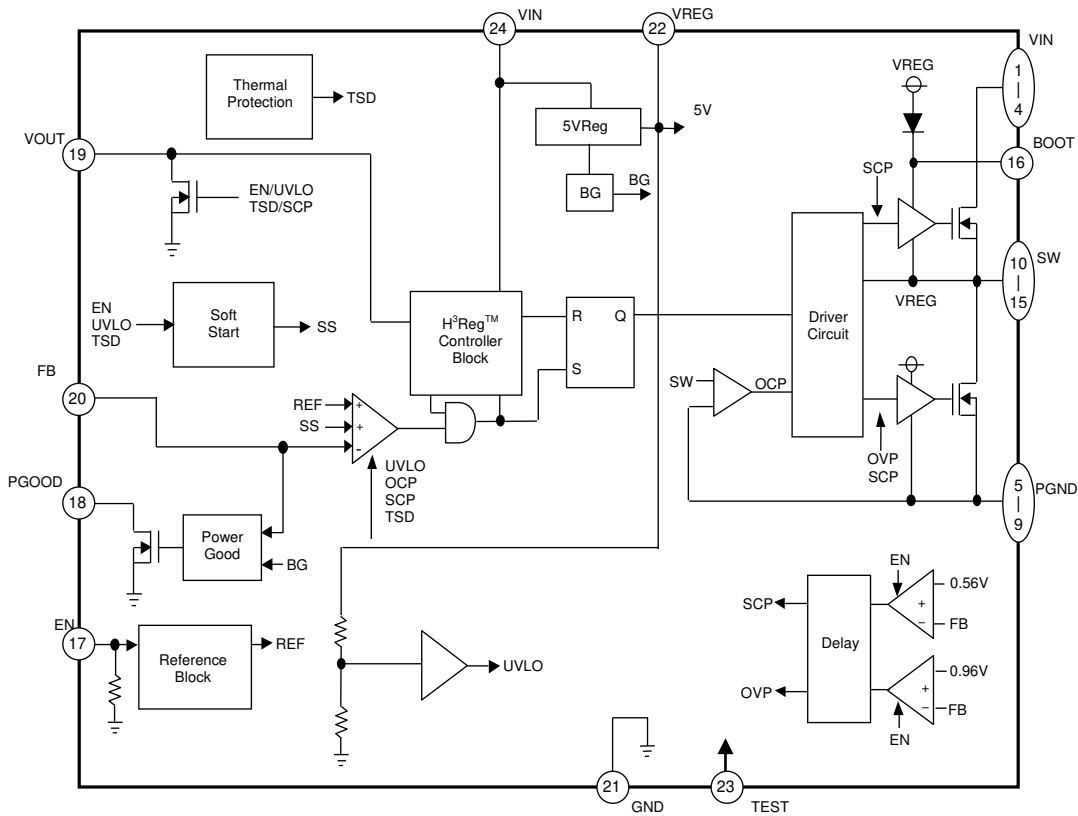 VIN
24
VREG
22
VIN
1
4
Thermal
Protection
TSD
VREG
5VReg
5V
VOUT
19
BOOT
16
BG
BG
EN/UVLO
TSD/SCP
SCP
SW
10
15
VREG
EN
UVLO
TSD
Soft
Start
SS
H³Reg™
Controller
Block
R
Q
S
Driver
Circuit
FB
20
SW
OCP
REF
SS
+
+
-
UVLO
OCP
SCP
TSD
OVP
SCP
PGOOD
18
5
9
PGND
Power
Good
BG
EN
0.56V
+
−
FB
SCP
Delay
EN
17
Reference
Block
REF
UVLO
0.96V
+
−
FB
OVP
EN
21
GND
23
TEST